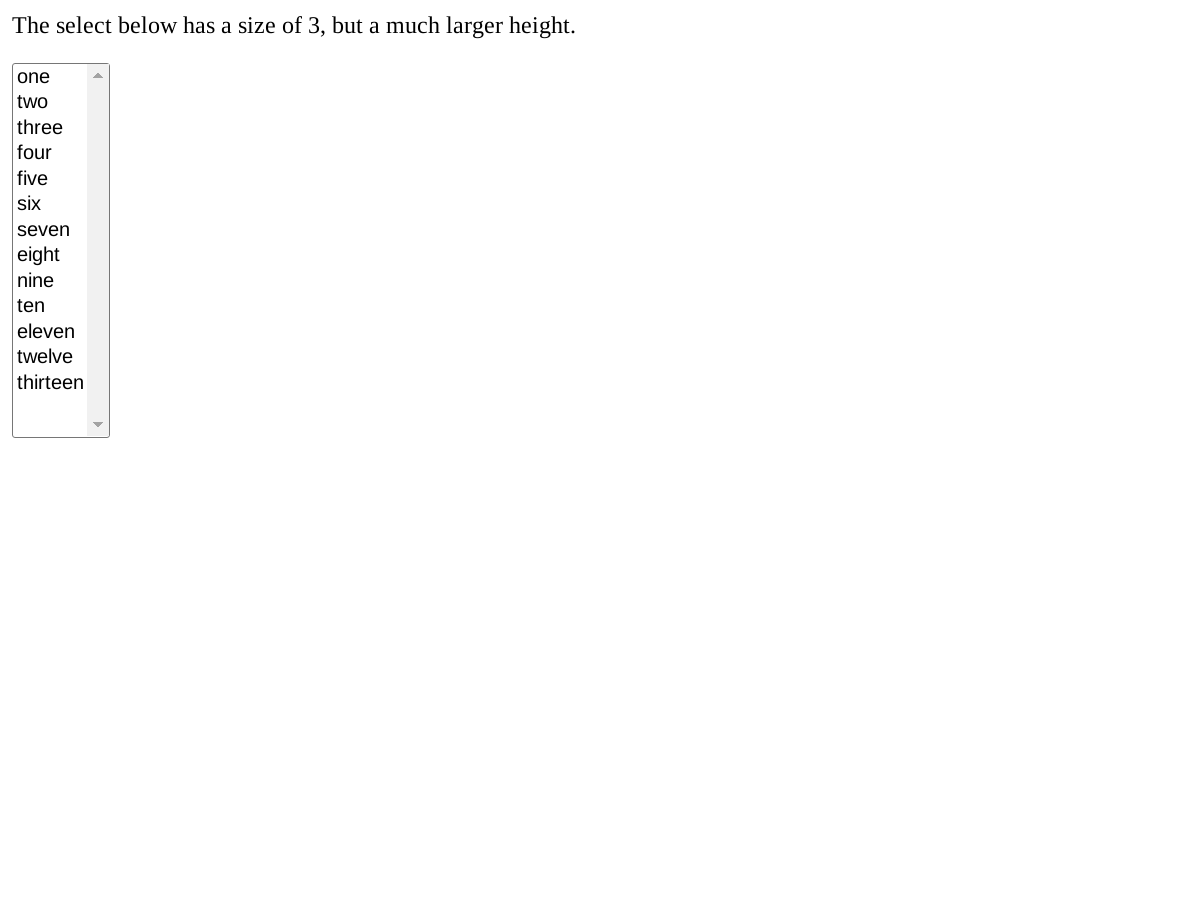 The select below has a size of 3, but a much larger height.
one
two
three
four
five
six
seven
eight
nine
ten
eleven
twelve
thirteen